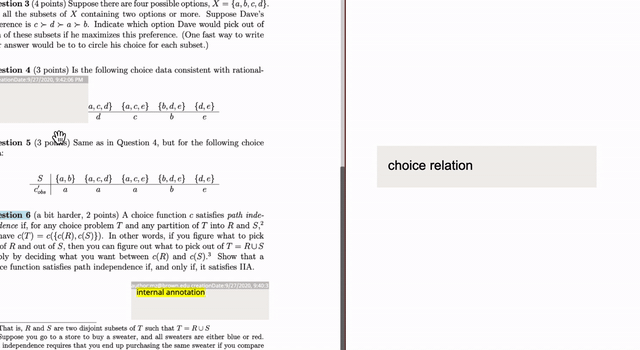 estion 3 (4 points) Suppose there are four possible options, X = {a, b, c, d}.
all the subsets of X containing two options or more. Suppose Dave's
erence is c ≻ d ≻ a ≻ b. Indicate which option Dave would pick out of
of these subsets if he maximizes this preference. (One fast way to write
r answer would be to to circle his choice for each subset.)
estion 4 (3 points) Is the following choice data consistent with rational-
ationDate:9/27/2020, 9:42:06 PM
a, c, d} {a, c, e} {b, d, e} {d, e}
d c b e
estion 5 (3 points) Same as in Question 4, but for the following choice
a:
S {a, b} {a, c, d} {a, c, e} {b, d, e} {d, e}
c'obs a a a b e
estion 6 (a bit harder, 2 points) A choice function c satisfies path inde-
dence if, for any choice problem T and any partition of T into R and S,²
have c(T) = c({c(R), c(S)}). In other words, if you figure what to pick
of R and out of S, then you can figure out what to pick out of T = R∪S
ply by deciding what you want between c(R) and c(S).³ Show that a
ce function satisfies path independence if, and only if, it satisfies IIA.
internal annotation
That is, R and S are two disjoint subsets of T such that T = R∪S
Suppose you go to a store to buy a sweater, and all sweaters are either blue or red.
independence requires that you end up purchasing the same sweater if you compare
choice relation